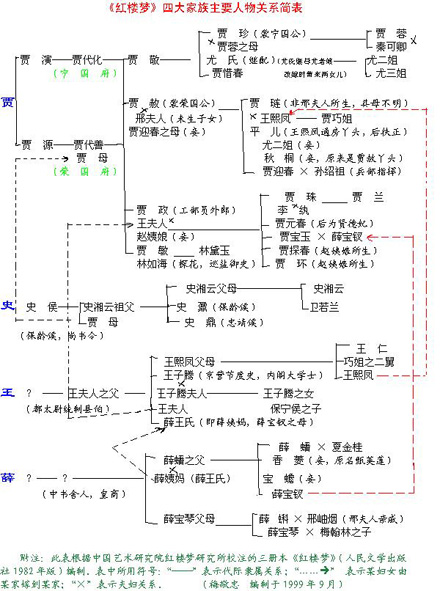 《红楼梦》四大家族主要人物关系简表
贾 珍(袭宁国公) 贾 蓉
贾蓉之母 秦可卿
贾 演 贾代化 贾 敬 尤 氏(继配) 尤二姐
(宁国府) 贾惜春 尤三姐
贾
贾 赦(袭荣国公) 贾 琏(非邢夫人所生,其母不明)
邢夫人(未生子女) 王熙凤 贾巧姐
贾迎春之母(妾) 平 儿(王熙凤通房丫头,后扶正)
贾 源 贾代善 尤二姐(妾)
贾 母 秋 桐(妾,原来是贾赦丫头)
(荣国府) 贾迎春 × 孙绍祖(兵部指挥)
贾 珠 贾 兰
贾 政(工部员外郎) 李 纨
王夫人 贾元春(后为贤德妃)
赵姨娘(妾) 贾宝玉 × 薛宝钗
贾 敏 林黛玉 贾探春(赵姨娘所生)
林如海(探花,巡盐御史) 贾 环(赵姨娘所生)
史湘云父母 史湘云
史 史 侯 史湘云祖父 史 鼐(保龄侯) 卫若兰
贾 母 史 鼎(忠靖侯)
(保龄侯,尚书令)
王 仁
王熙凤父母 巧姐之二舅
王子腾(京营节度史,内阁大学士) 王熙凤
王 ? 王夫人之父 王子腾夫人 王子腾之女
(都太尉统制县伯) 王夫人 保宁侯之子
薛王氏(即薛姨妈,薛宝钗之母)
薛 蟠 × 夏金桂
薛蟠之父 香 菱(妾,原名甄英莲)
薛 ? ? 薛姨妈(薛王氏) 宝 蟾(妾)
(中书舍人,皇商) 薛宝钗
薛宝琴父母 薛 蝌 × 邢岫烟(邢夫人亲戚)
薛宝琴 × 梅翰林之子
附注:此表根据中国艺术研究院红楼梦研究所校注的三册本《红楼梦》(人民文学出版
社1982年版)编制。表中所用符号:“——”表示代际隶属关系;“……→”表示某妇女由
某家嫁到某家;“×”表示夫妇关系。 (梅敬忠 编制于1999年9月)